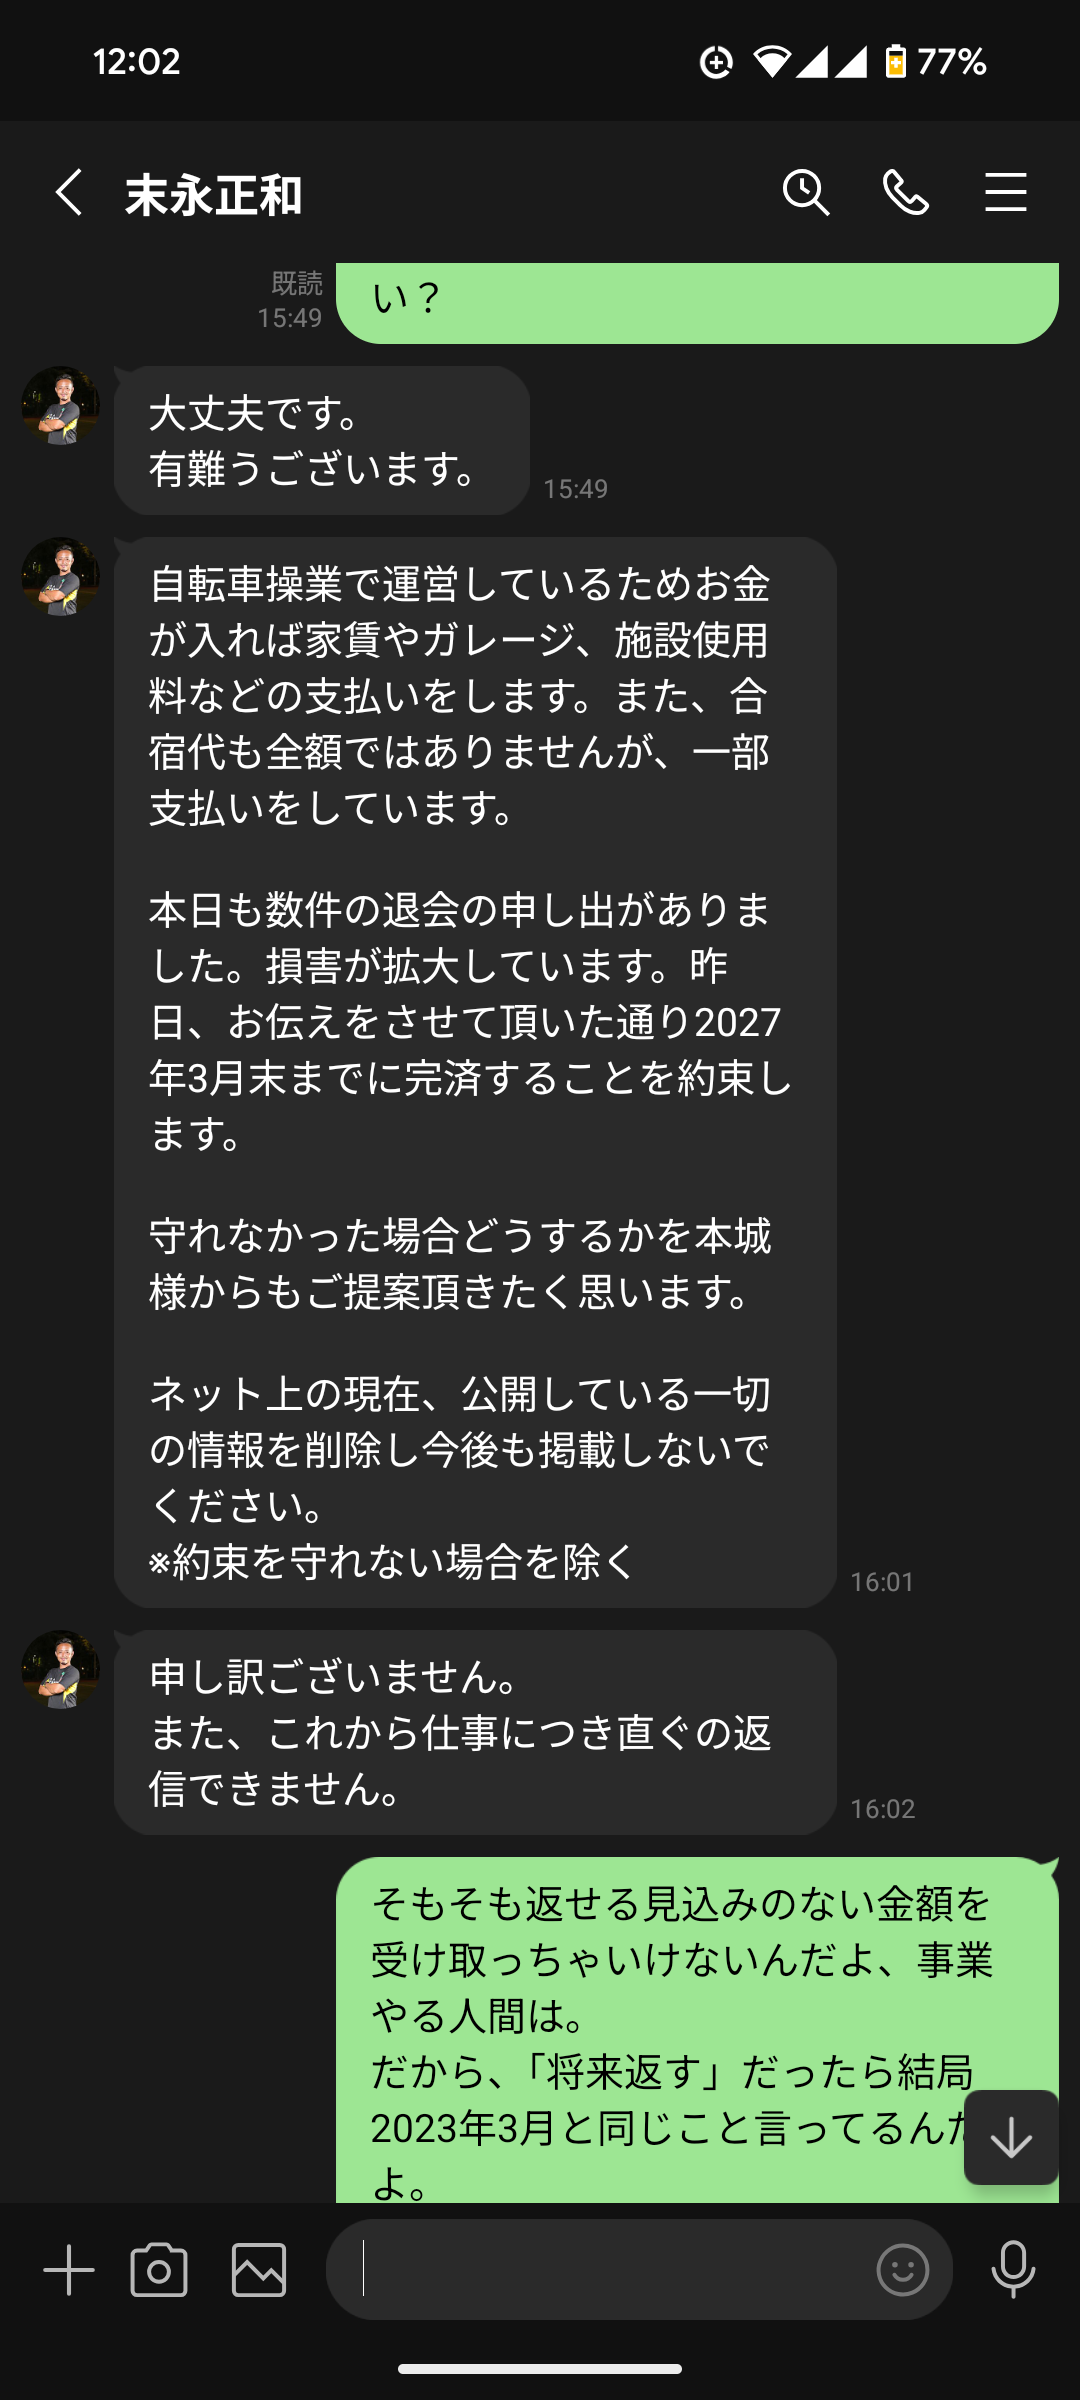 12:02
77%
末永正和
い？
既読
15:49
大丈夫です。
有難うございます。
15:49
自転車操業で運営しているためお金
が入れば家賃やガレージ、施設使用
料などの支払いをします。また、合
宿代も全額ではありませんが、一部
支払いをしています。
本日も数件の退会の申し出がありま
した。損害が拡大しています。昨
日、お伝えをさせて頂いた通り2027
年3月末までに完済することを約束し
ます。
守れなかった場合どうするかを本城
様からもご提案頂きたく思います。
ネット上の現在、公開している一切
の情報を削除し今後も掲載しないで
ください。
※約束を守れない場合を除く
16:01
申し訳ございません。
また、これから仕事につき直ぐの返
信できません。
16:02
そもそも返せる見込みのない金額を
受け取っちゃいけないんだよ、事業
やる人間は。
だから、「将来返す」だったら結局
2023年3月と同じこと言ってるんだ
よ。